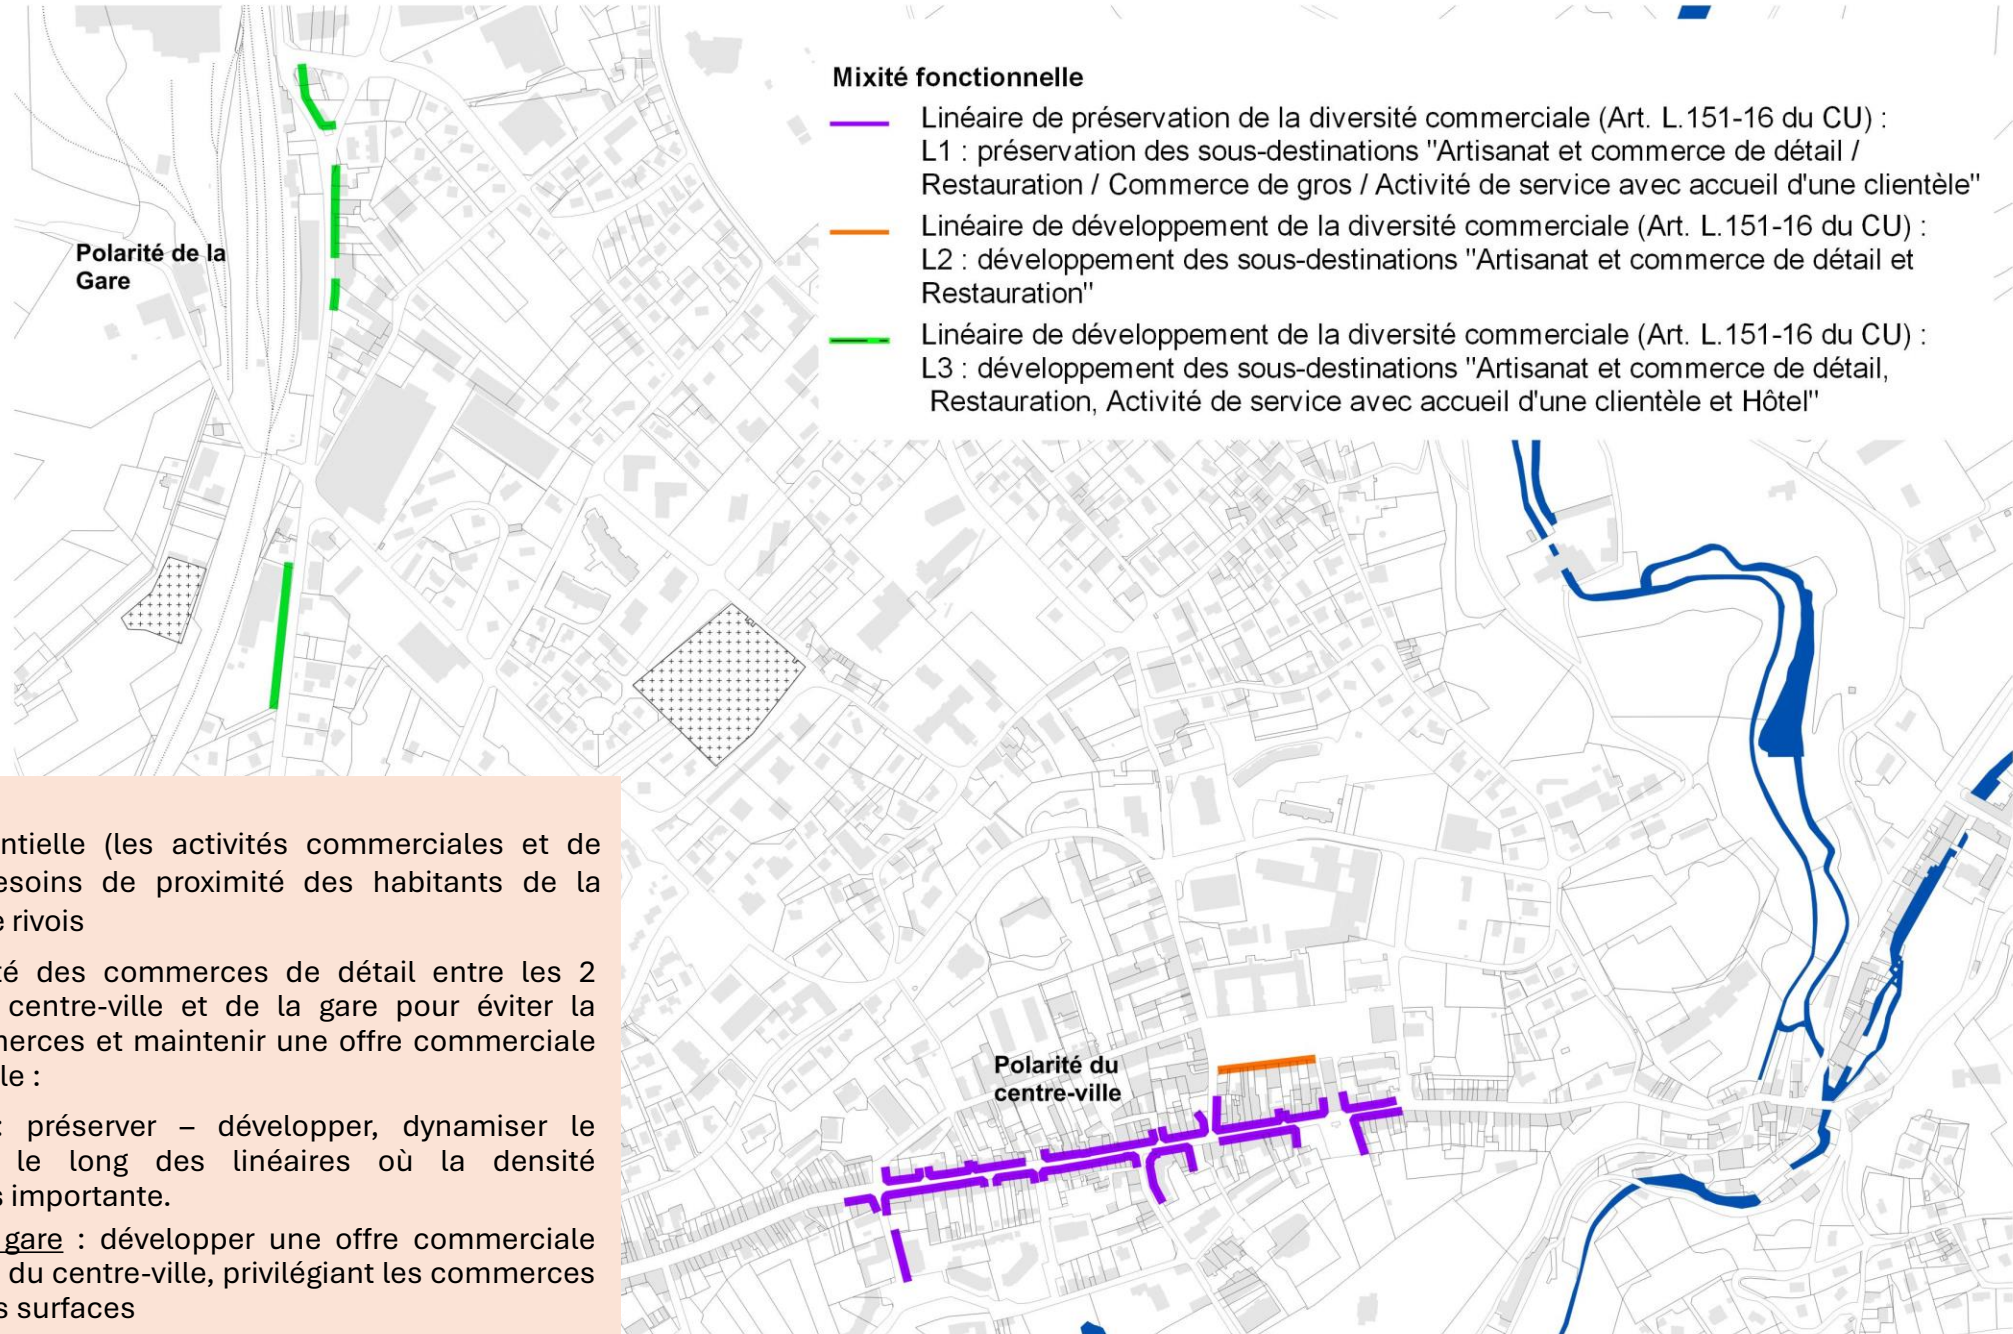 Mixité fonctionnelle
Linéaire de préservation de la diversité commerciale (Art. L.151-16 du CU) :
L1 : préservation des sous-destinations "Artisanat et commerce de détail /
Restauration / Commerce de gros / Activité de service avec accueil d'une clientèle"
Linéaire de développement de la diversité commerciale (Art. L.151-16 du CU) :
L2 : développement des sous-destinations "Artisanat et commerce de détail et
Restauration"
Linéaire de développement de la diversité commerciale (Art. L.151-16 du CU) :
L3 : développement des sous-destinations "Artisanat et commerce de détail,
Restauration, Activité de service avec accueil d'une clientèle et Hôtel"
Polarité de la
Gare
ntielle (les activités commerciales et de
esoins de proximité des habitants de la
e rivois
té des commerces de détail entre les 2
centre-ville et de la gare pour éviter la
merces et maintenir une offre commerciale
le :
: préserver – développer, dynamiser le
le long des linéaires où la densité
s importante.
gare : développer une offre commerciale
du centre-ville, privilégiant les commerces
s surfaces
Polarité du
centre-ville